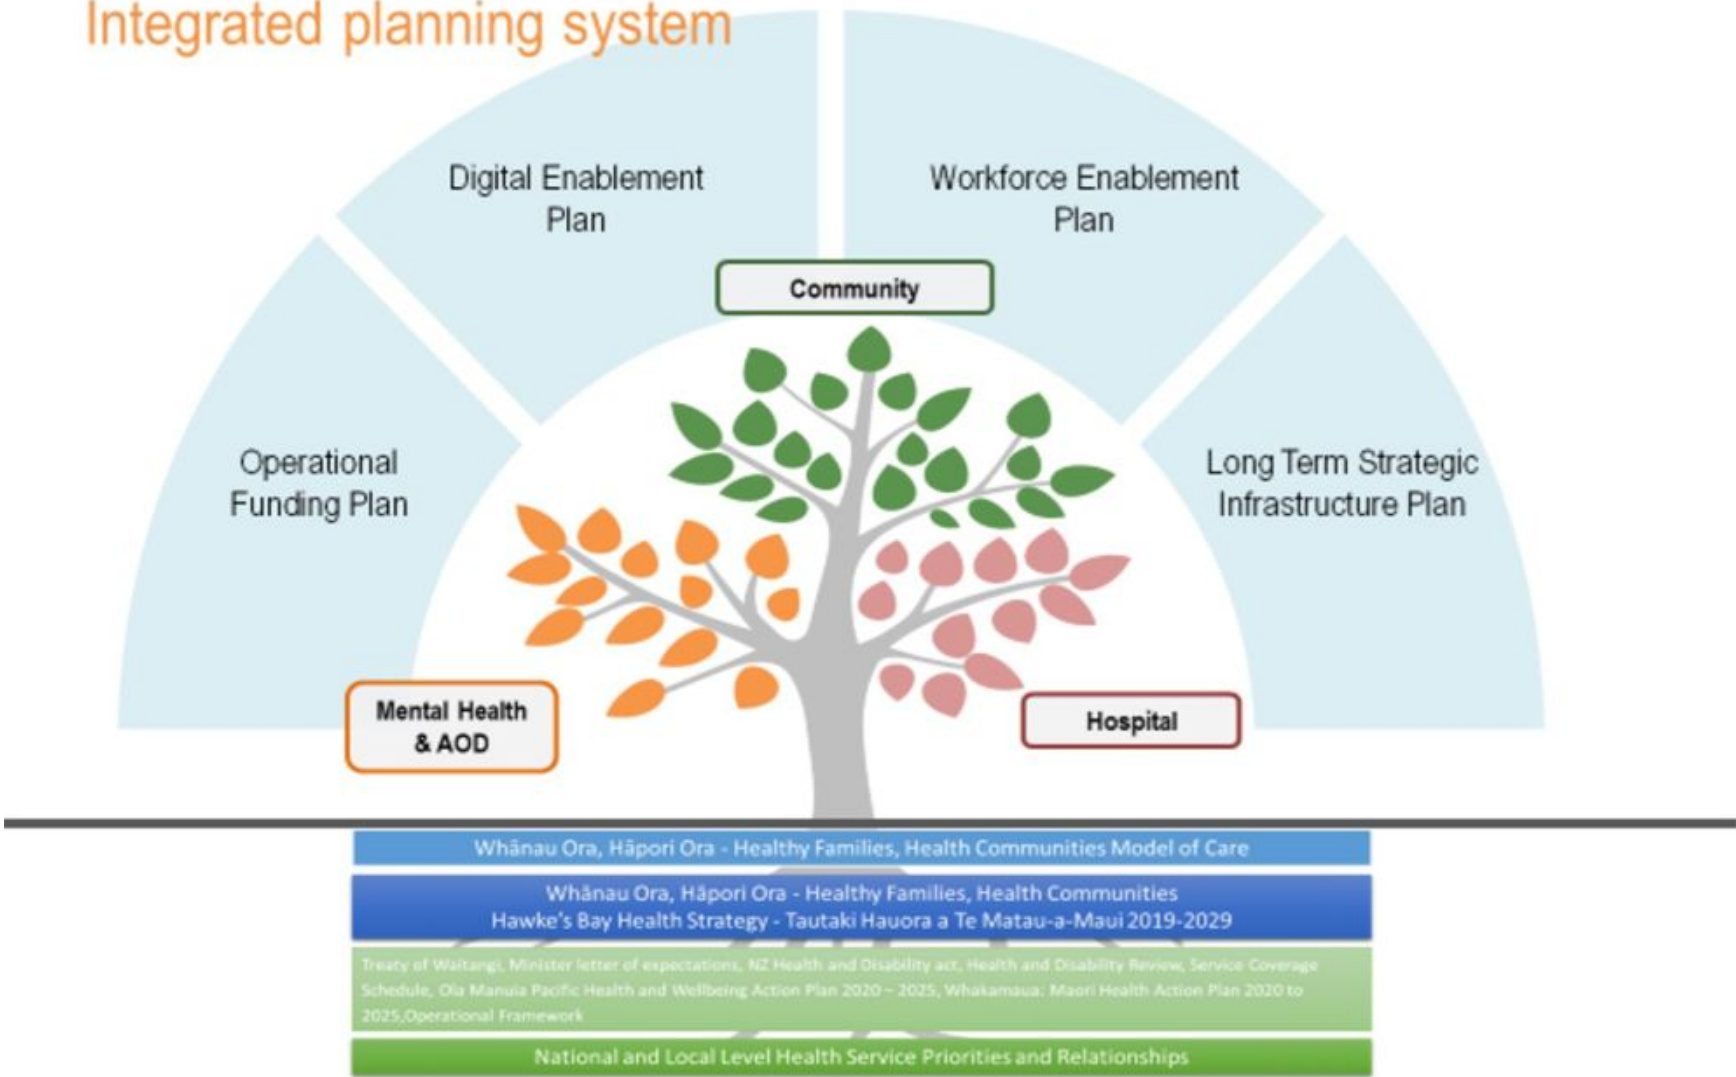 Integrated planning system
Digital Enablement
Plan
Workforce Enablement
Plan
Community
Operational
Funding Plan
Long Term Strategic
Infrastructure Plan
Mental Health
& AOD
Hospital
Whānau Ora, Hāpori Ora - Healthy Families, Health Communities Model of Care
Whānau Ora, Hāpori Ora - Healthy Families, Health Communities
Hawke's Bay Health Strategy - Tautaki Hauora a Te Matau-a-Maui 2019-2029
Treaty of Waitangi, Minister letter of expectations, NZ Health and Disability act, Health and Disability Review, Service Coverage
Schedule, Ola Manuia Pacific Health and Wellbeing Action Plan 2020 – 2025, Whakamaua: Maori Health Action Plan 2020 to
2025,Operational Framework
National and Local Level Health Service Priorities and Relationships